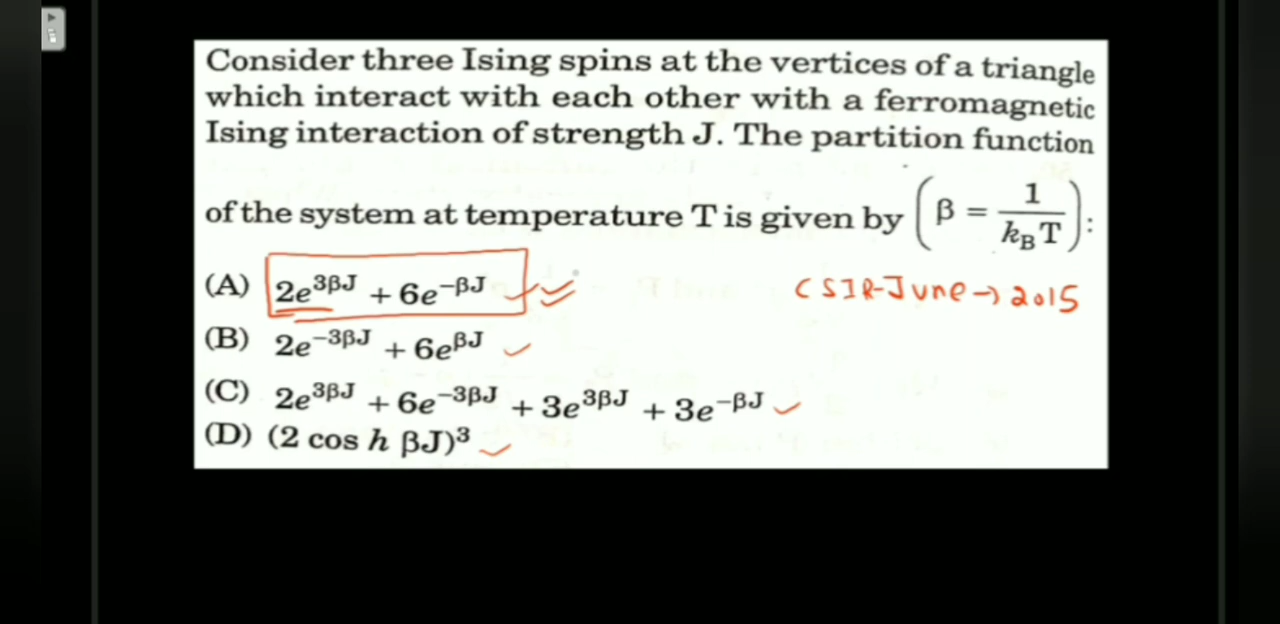 Consider three Ising spins at the vertices of a triangle
which interact with each other with a ferromagnetic
Ising interaction of strength J. The partition function
of the system at temperature T is given by (β = 1/k_BT):
(A) 2e^{3βJ} + 6e^{-βJ}
CSIR-June→2015
(B) 2e^{-3βJ} + 6e^{βJ}
(C) 2e^{3βJ} + 6e^{-3βJ} + 3e^{3βJ} + 3e^{-βJ}
(D) (2 cos h βJ)³